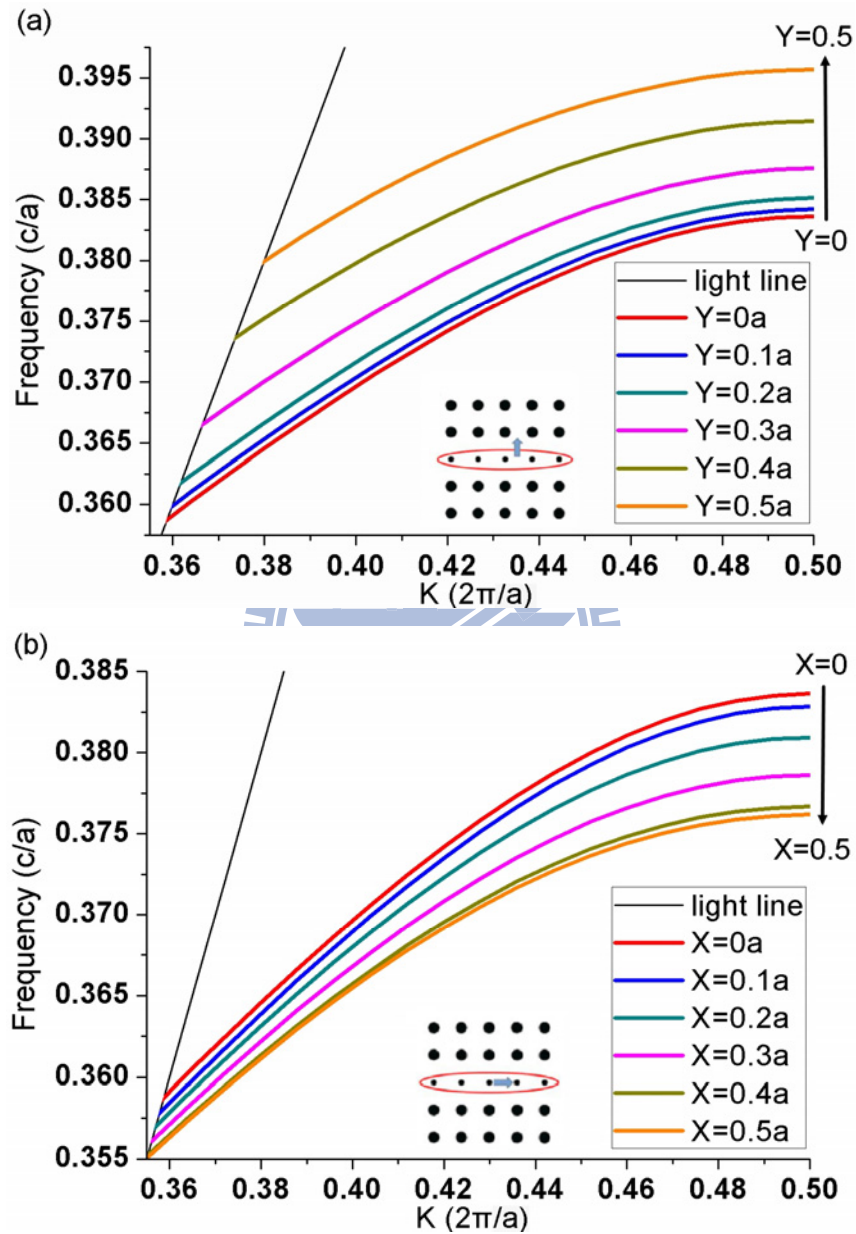 (a)
Y=0.5
0.395
0.390
0.385
0.380
0.375
0.370
0.365
0.360
Frequency (c/a)
Y=0
light line
Y=0a
Y=0.1a
Y=0.2a
Y=0.3a
Y=0.4a
Y=0.5a
0.36 0.38 0.40 0.42 0.44 0.46 0.48 0.50
K (2π/a)
(b)
X=0
0.385
0.380
0.375
0.370
0.365
0.360
0.355
Frequency (c/a)
X=0.5
light line
X=0a
X=0.1a
X=0.2a
X=0.3a
X=0.4a
X=0.5a
0.36 0.38 0.40 0.42 0.44 0.46 0.48 0.50
K (2π/a)